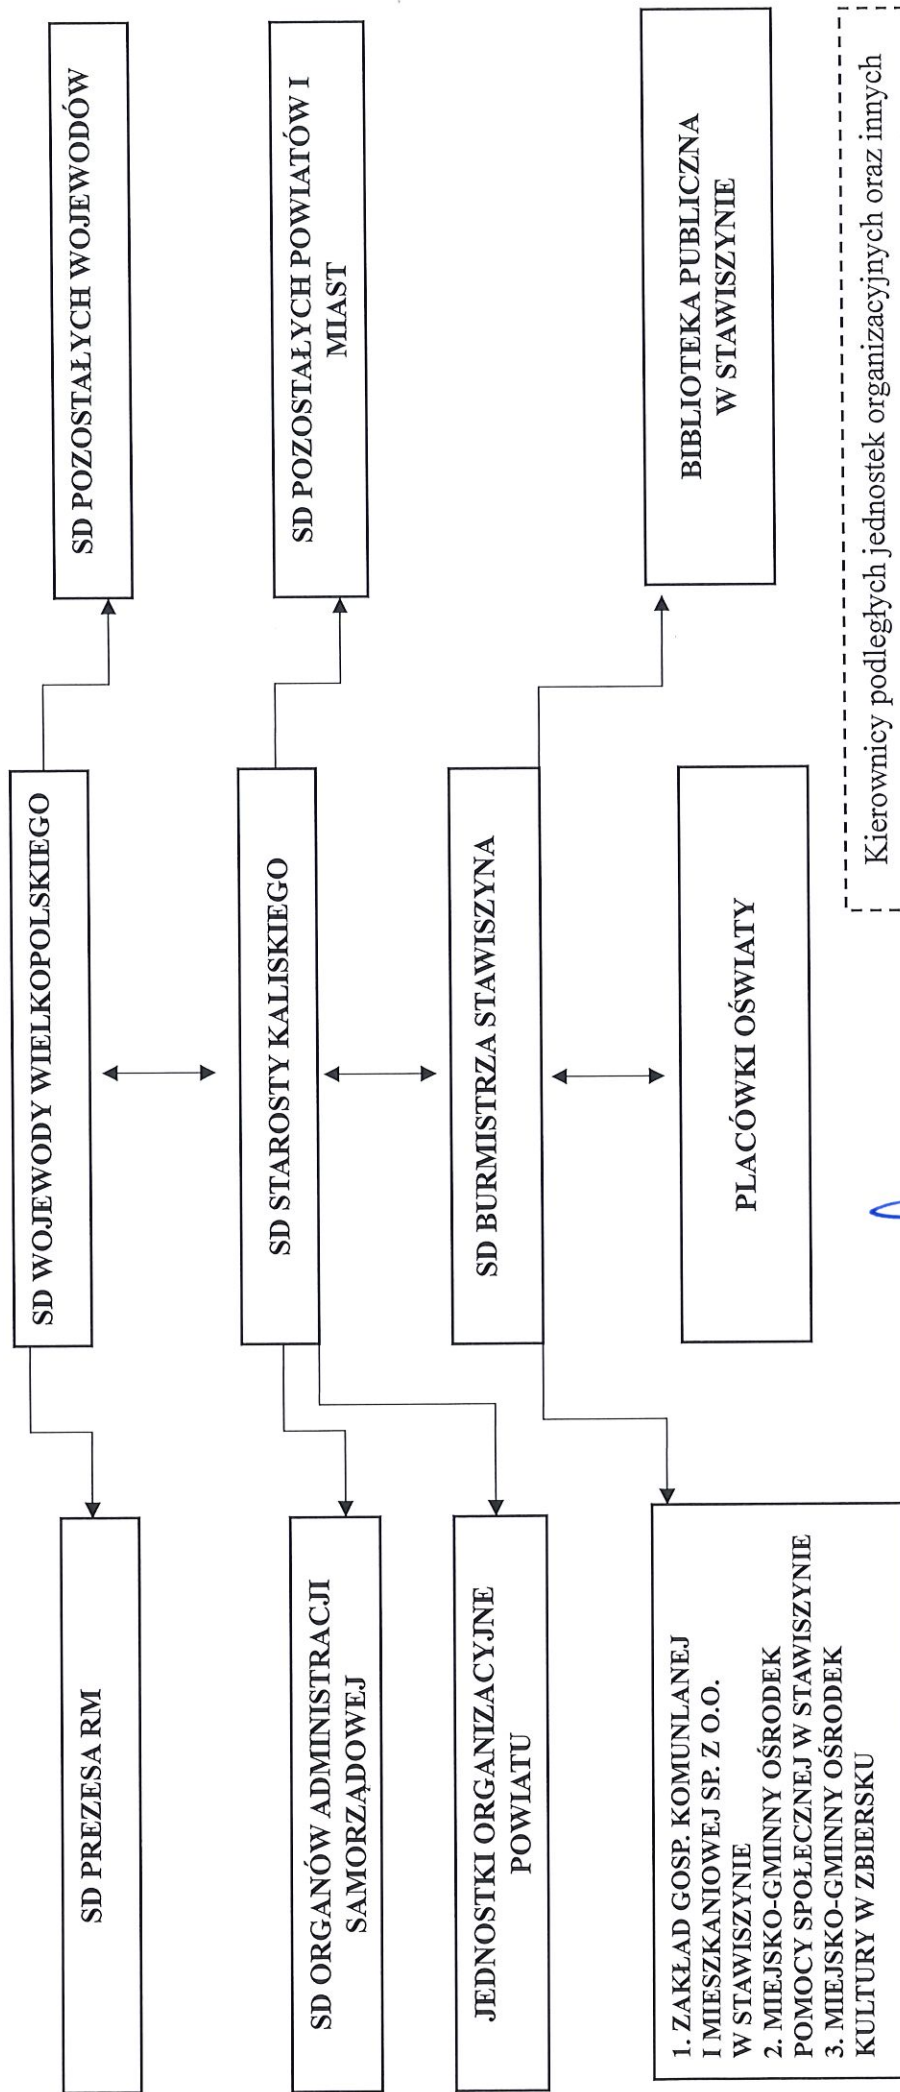 SD WOJEWODY WIELKOPOLSKIEGO
SD POZOSTAŁYCH WOJEWODÓW
SD PREZESA RM
SD STAROSTY KALISKIEGO
SD POZOSTAŁYCH POWIATÓW I
MIAST
SD ORGANÓW ADMINISTRACJI
SAMORZĄDOWEJ
JEDNOSTKI ORGANIZACYJNE
POWIATU
SD BURMISTRZA STAWISZYNA
1. ZAKŁAD GOSP. KOMUNLANEJ
I MIESZKANIOWEJ SP. Z O.O.
W STAWISZYNIE
2. MIEJSKO-GMINNY OŚRODEK
POMOCY SPOŁECZNEJ W STAWISZYNIE
3. MIEJSKO-GMINNY OŚRODEK
KULTURY W ZBIERSKU
PLACÓWKI OŚWIATY
BIBLIOTEKA PUBLICZNA
W STAWISZYNIE
Kierownicy podległych jednostek organizacyjnych oraz innych